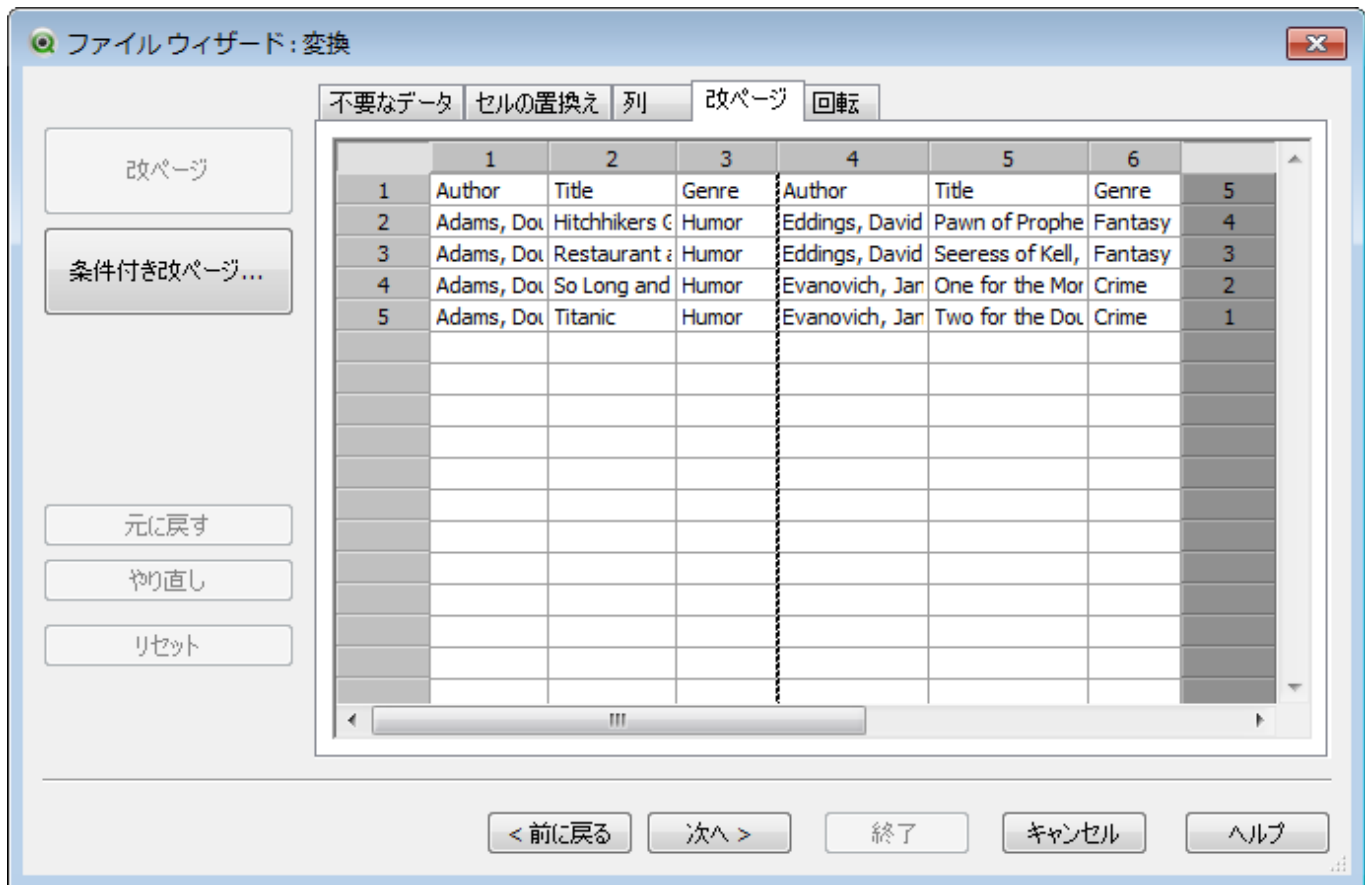 ファイル ウィザード : 変換
不要なデータ セルの置換え 列 改ページ 回転
改ページ
条件付き改ページ...
元に戻す
やり直し
リセット
1 2 3 4 5 6
1 Author Title Genre Author Title Genre 5
2 Adams, Dou Hitchhikers G Humor Eddings, David Pawn of Prophe Fantasy 4
3 Adams, Dou Restaurant a Humor Eddings, David Seeress of Kell, Fantasy 3
4 Adams, Dou So Long and Humor Evanovich, Jan One for the Mon Crime 2
5 Adams, Dou Titanic Humor Evanovich, Jan Two for the Dou Crime 1
< 前に戻る 次へ > 終了 キャンセル ヘルプ